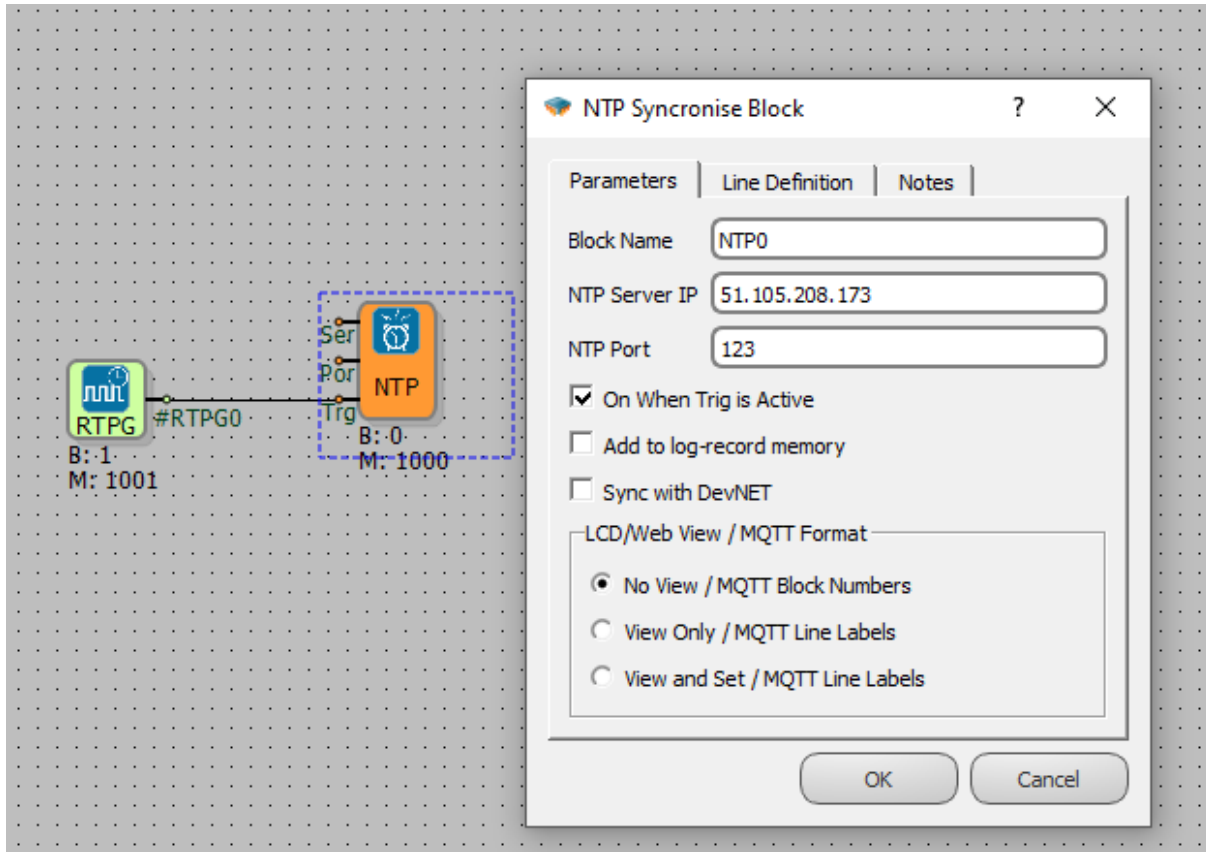 NTP Syncronise Block
?
Parameters
Line Definition
Notes
Block Name
NTP0
NTP Server IP
51.105.208.173
NTP Port
123
On When Trig is Active
Add to log-record memory
Sync with DevNET
LCD/Web View / MQTT Format
No View / MQTT Block Numbers
View Only / MQTT Line Labels
View and Set / MQTT Line Labels
OK
Cancel
Ser
Por
Trg
NTP
B: 0
M: 1000
RTPG
#RTPG0
B: 1
M: 1001